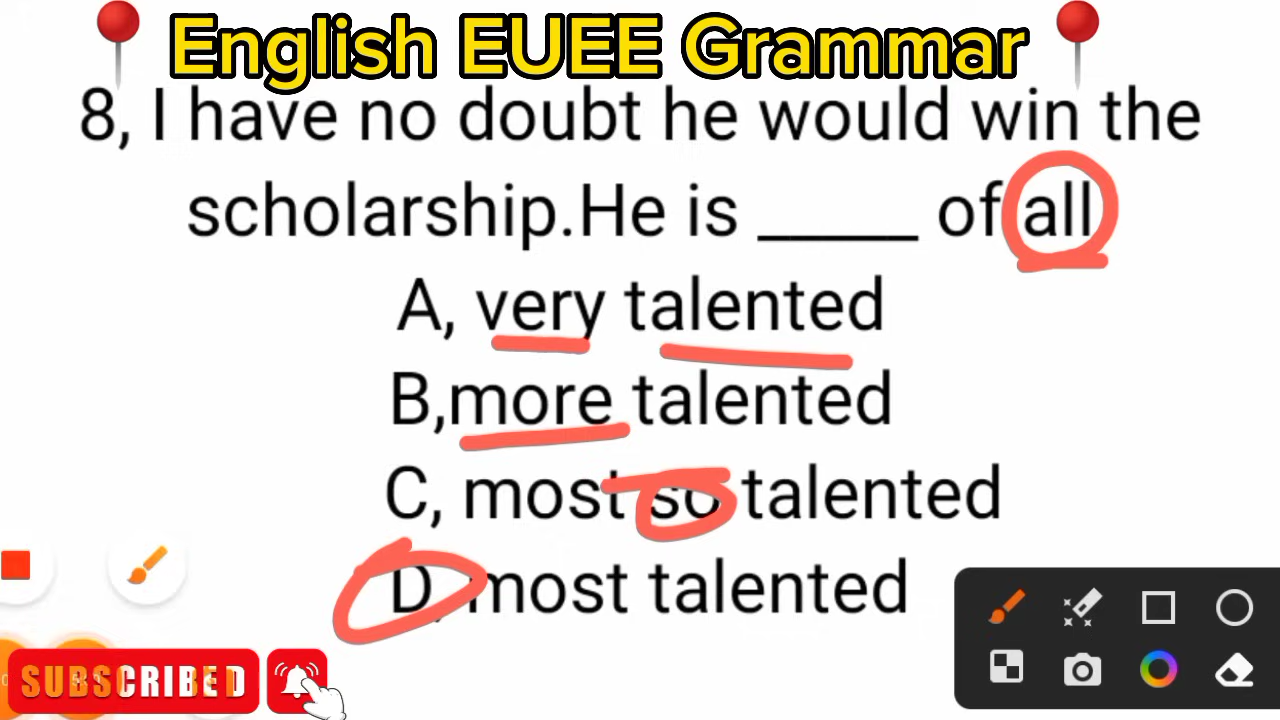 English EUEE Grammar
8, I have no doubt he would win the
scholarship.He is _____ of all
A, very talented
B,more talented
C, most so talented
D, most talented
SUBSCRIBED